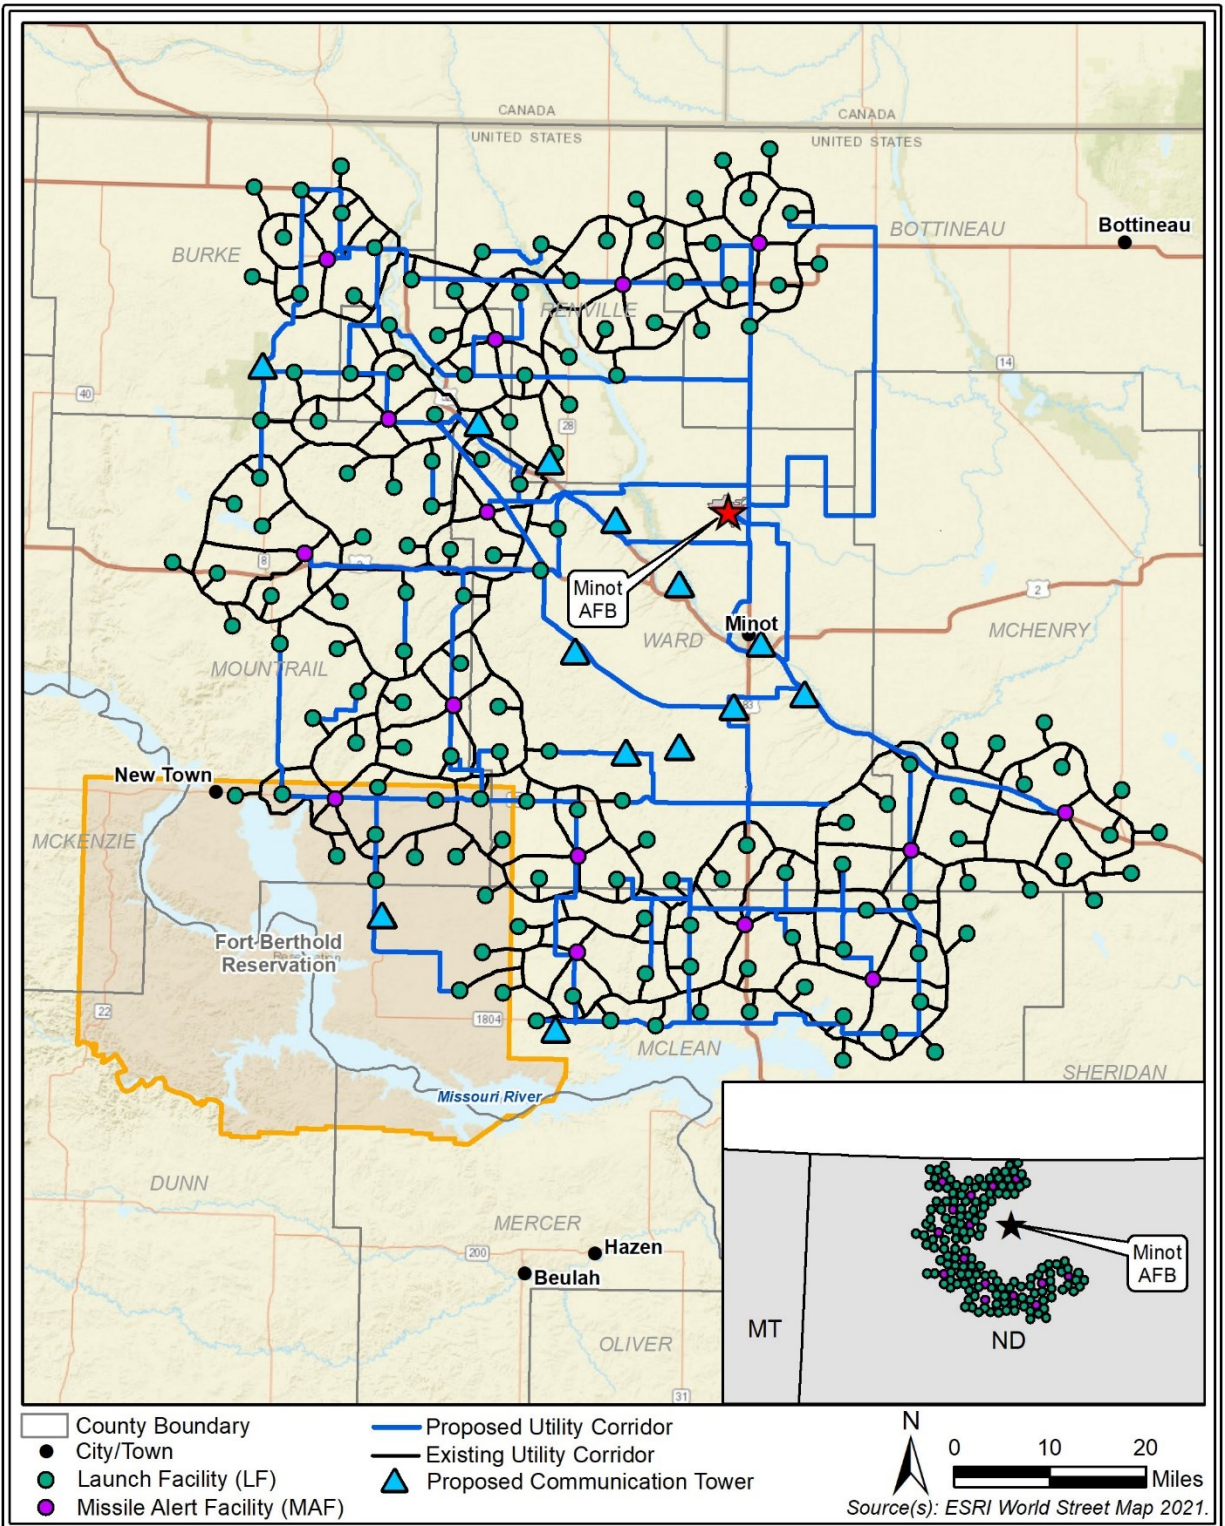 CANADA
UNITED STATES
CANADA
UNITED STATES
BURKE
BOTTINEAU
Bottineau
RENVILLE
14
40
28
8
2
Minot
AFB
Minot
WARD
MCHENRY
MOUNTRAIL
83
New Town
MCKENZIE
Fort Berthold
Reservation
22
1804
MCLEAN
SHERIDAN
Missouri River
DUNN
MERCER
200
Hazen
Beulah
OLIVER
31
MT
ND
Minot
AFB
County Boundary
City/Town
Launch Facility (LF)
Missile Alert Facility (MAF)
Proposed Utility Corridor
Existing Utility Corridor
Proposed Communication Tower
N
0 10 20
Miles
Source(s): ESRI World Street Map 2021.